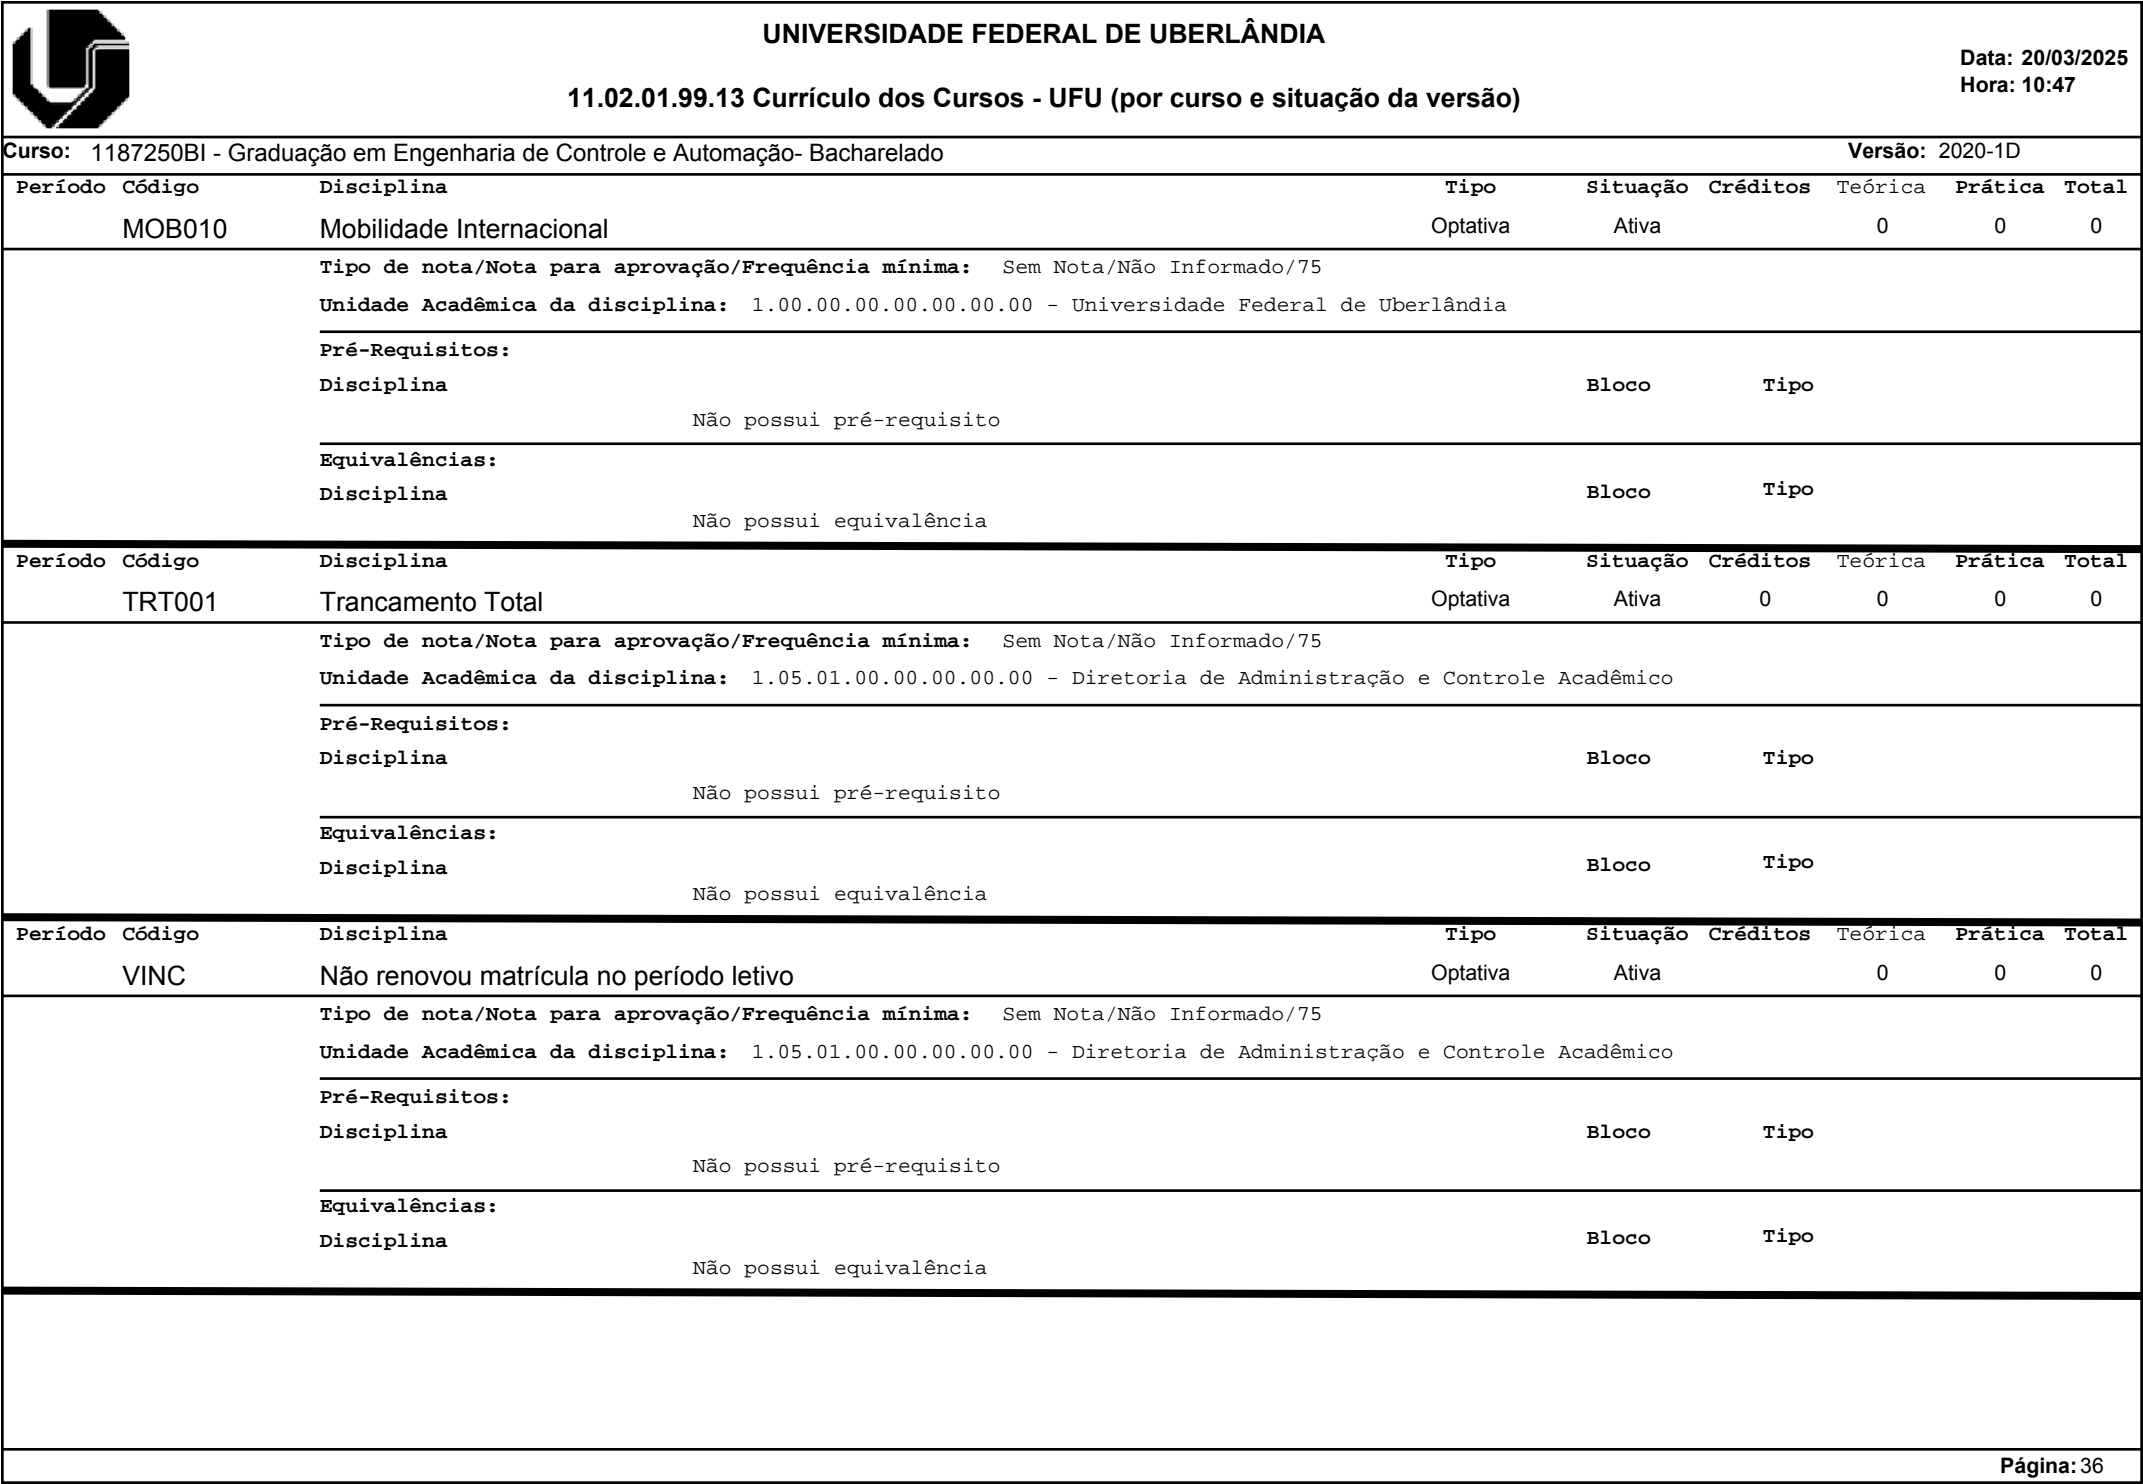 UNIVERSIDADE FEDERAL DE UBERLÂNDIA
Data: 20/03/2025
Hora: 10:47
11.02.01.99.13 Currículo dos Cursos - UFU (por curso e situação da versão)
Curso: 1187250BI - Graduação em Engenharia de Controle e Automação- Bacharelado Versão: 2020-1D
Período Código Disciplina Tipo Situação Créditos Teórica Prática Total
MOB010 Mobilidade Internacional Optativa Ativa 0 0 0
Tipo de nota/Nota para aprovação/Frequência mínima: Sem Nota/Não Informado/75
Unidade Acadêmica da disciplina: 1.00.00.00.00.00.00.00 - Universidade Federal de Uberlândia
Pré-Requisitos:
Disciplina Bloco Tipo
Não possui pré-requisito
Equivalências:
Disciplina Bloco Tipo
Não possui equivalência
Período Código Disciplina Tipo Situação Créditos Teórica Prática Total
TRT001 Trancamento Total Optativa Ativa 0 0 0 0
Tipo de nota/Nota para aprovação/Frequência mínima: Sem Nota/Não Informado/75
Unidade Acadêmica da disciplina: 1.05.01.00.00.00.00.00 - Diretoria de Administração e Controle Acadêmico
Pré-Requisitos:
Disciplina Bloco Tipo
Não possui pré-requisito
Equivalências:
Disciplina Bloco Tipo
Não possui equivalência
Período Código Disciplina Tipo Situação Créditos Teórica Prática Total
VINC Não renovou matrícula no período letivo Optativa Ativa 0 0 0
Tipo de nota/Nota para aprovação/Frequência mínima: Sem Nota/Não Informado/75
Unidade Acadêmica da disciplina: 1.05.01.00.00.00.00.00 - Diretoria de Administração e Controle Acadêmico
Pré-Requisitos:
Disciplina Bloco Tipo
Não possui pré-requisito
Equivalências:
Disciplina Bloco Tipo
Não possui equivalência
Página: 36